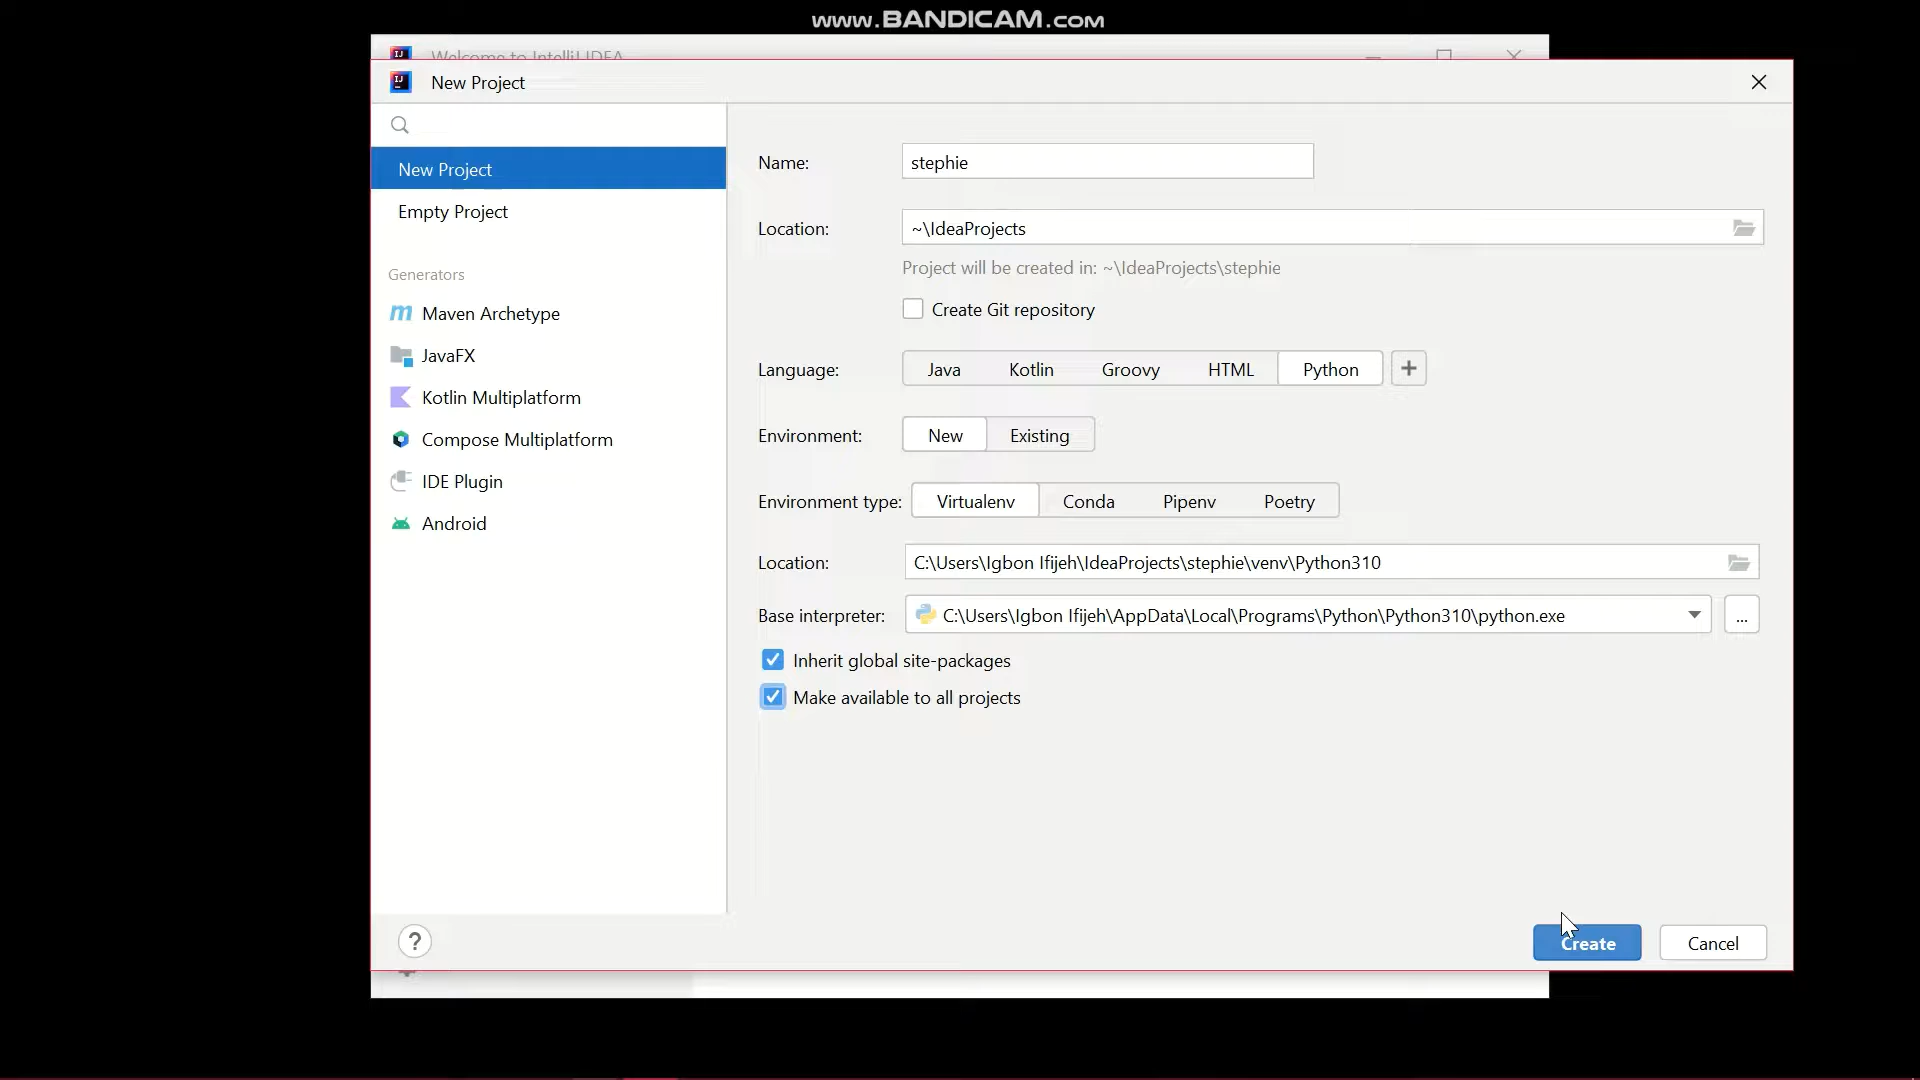 www.BANDICAM.com
Welcome to IntelliJ IDEA
New Project
New Project
Empty Project
Generators
Maven Archetype
JavaFX
Kotlin Multiplatform
Compose Multiplatform
IDE Plugin
Android
Name: stephie
Location: ~\IdeaProjects
Project will be created in: ~\IdeaProjects\stephie
Create Git repository
Language: Java Kotlin Groovy HTML Python +
Environment: New Existing
Environment type: Virtualenv Conda Pipenv Poetry
Location: C:\Users\Igbon Ifijeh\IdeaProjects\stephie\venv\Python310
Base interpreter: C:\Users\Igbon Ifijeh\AppData\Local\Programs\Python\Python310\python.exe ...
Inherit global site-packages
Make available to all projects
? Create Cancel